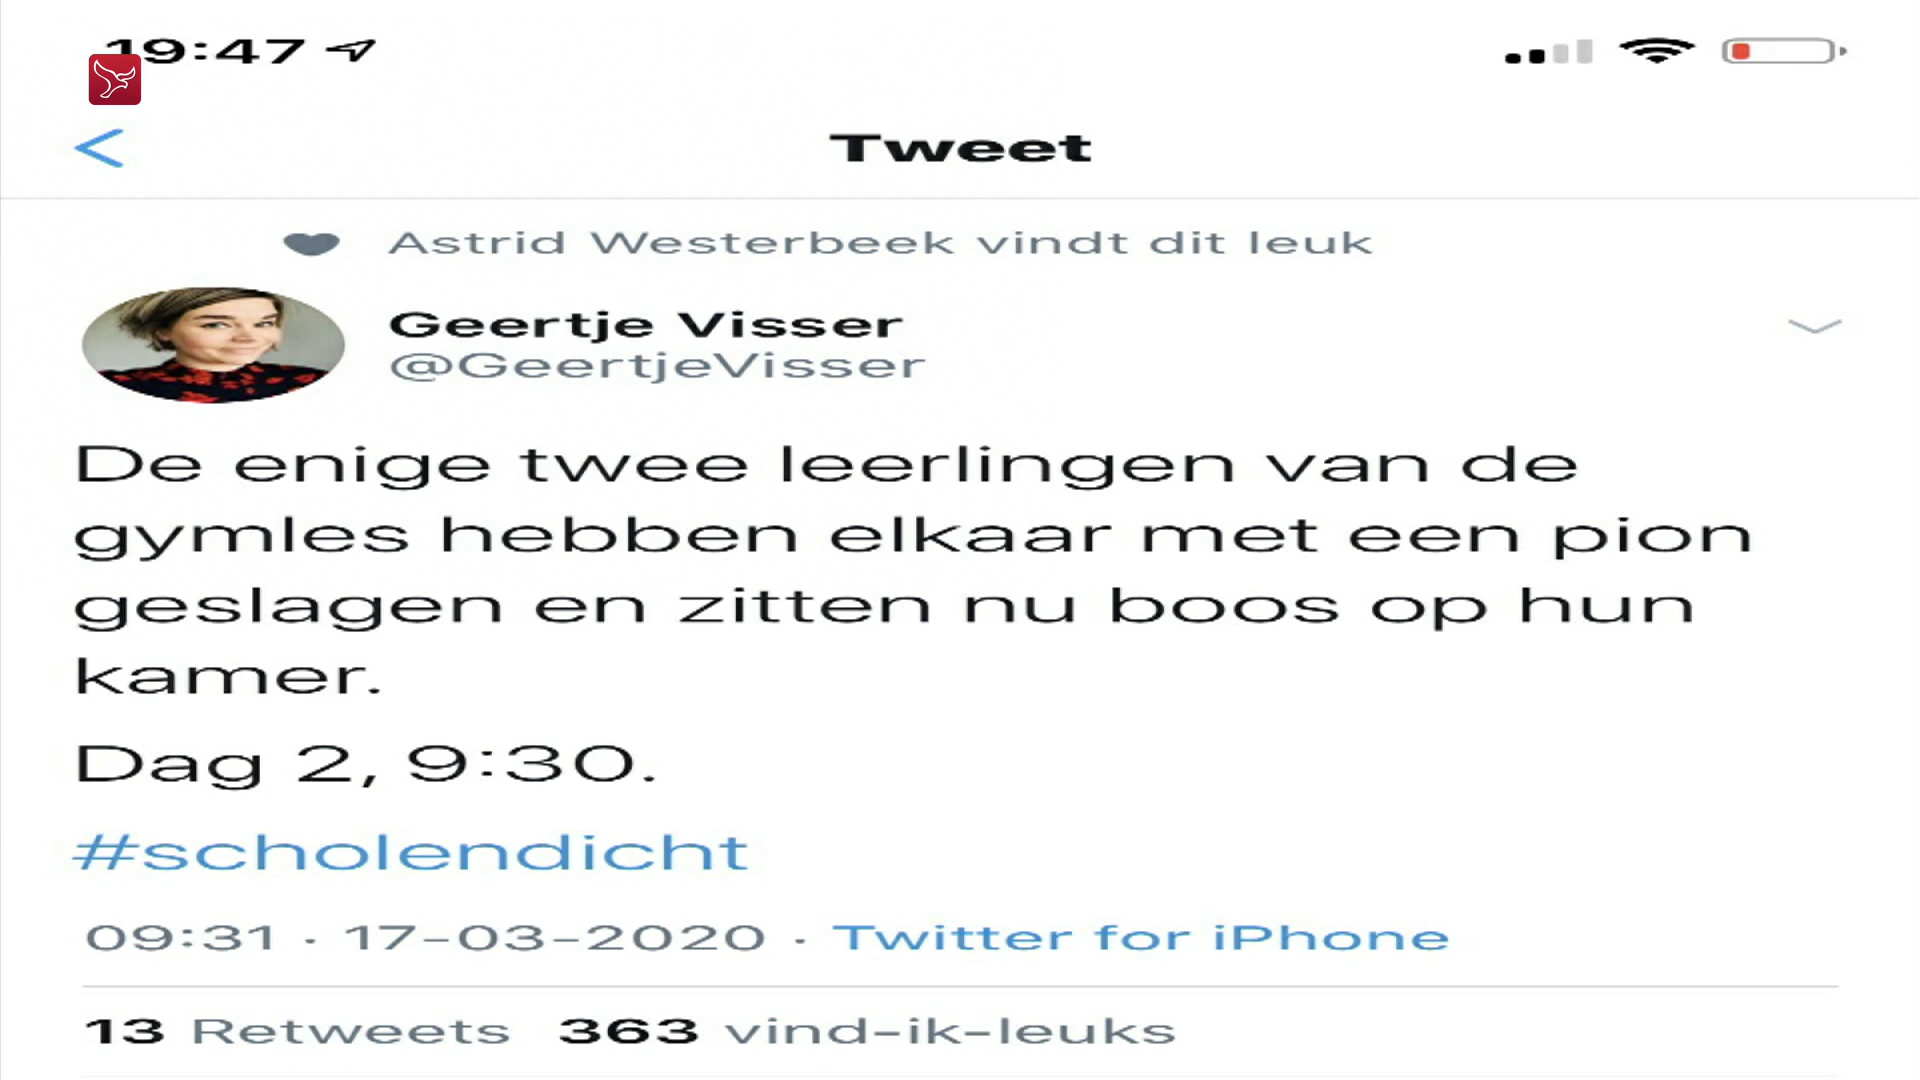 19:47
Tweet
Astrid Westerbeek vindt dit leuk
Geertje Visser
@GeertjeVisser
De enige twee leerlingen van de
gymles hebben elkaar met een pion
geslagen en zitten nu boos op hun
kamer.
Dag 2, 9:30.
#scholendicht
09:31 · 17-03-2020 · Twitter for iPhone
13 Retweets 363 vind-ik-leuks